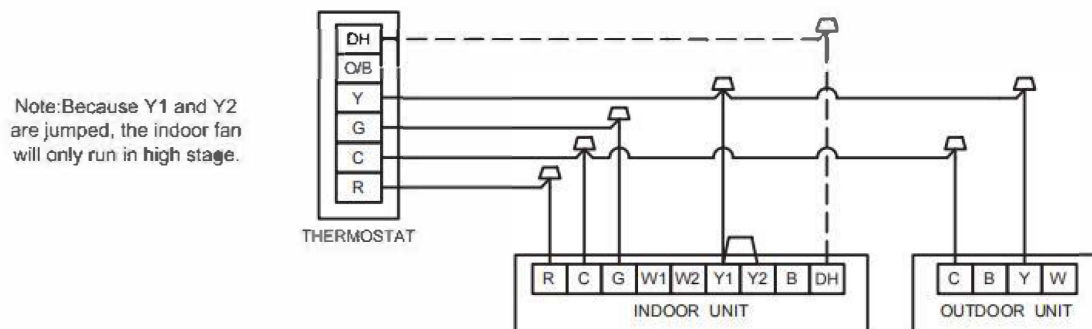 Note:Because Y1 and Y2
are jumped, the indoor fan
will only run in high stage.
DH
O/B
Y
G
C
R
THERMOSTAT
R C G W1 W2 Y1 Y2 B DH
INDOOR UNIT
C B Y W
OUTDOOR UNIT